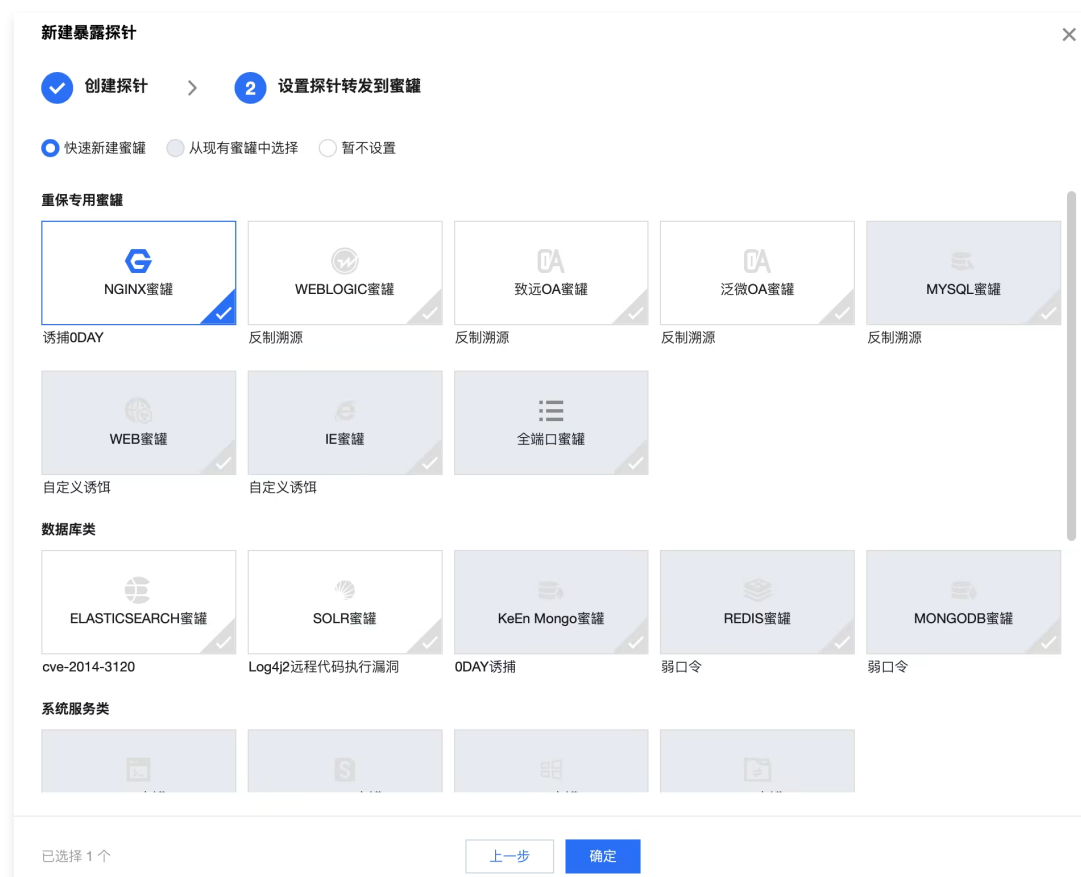 新建暴露探针
创建探针
2 设置探针转发到蜜罐
快速新建蜜罐 从现有蜜罐中选择 暂不设置
重保专用蜜罐
NGINX蜜罐 WEBLOGIC蜜罐 致远OA蜜罐 泛微OA蜜罐 MYSQL蜜罐
诱捕0DAY 反制溯源 反制溯源 反制溯源 反制溯源
WEB蜜罐 IE蜜罐 全端口蜜罐
自定义诱饵 自定义诱饵
数据库类
ELASTICSEARCH蜜罐 SOLR蜜罐 KeEn Mongo蜜罐 REDIS蜜罐 MONGODB蜜罐
cve-2014-3120 Log4j2远程代码执行漏洞 0DAY诱捕 弱口令 弱口令
系统服务类
已选择 1 个 上一步 确定